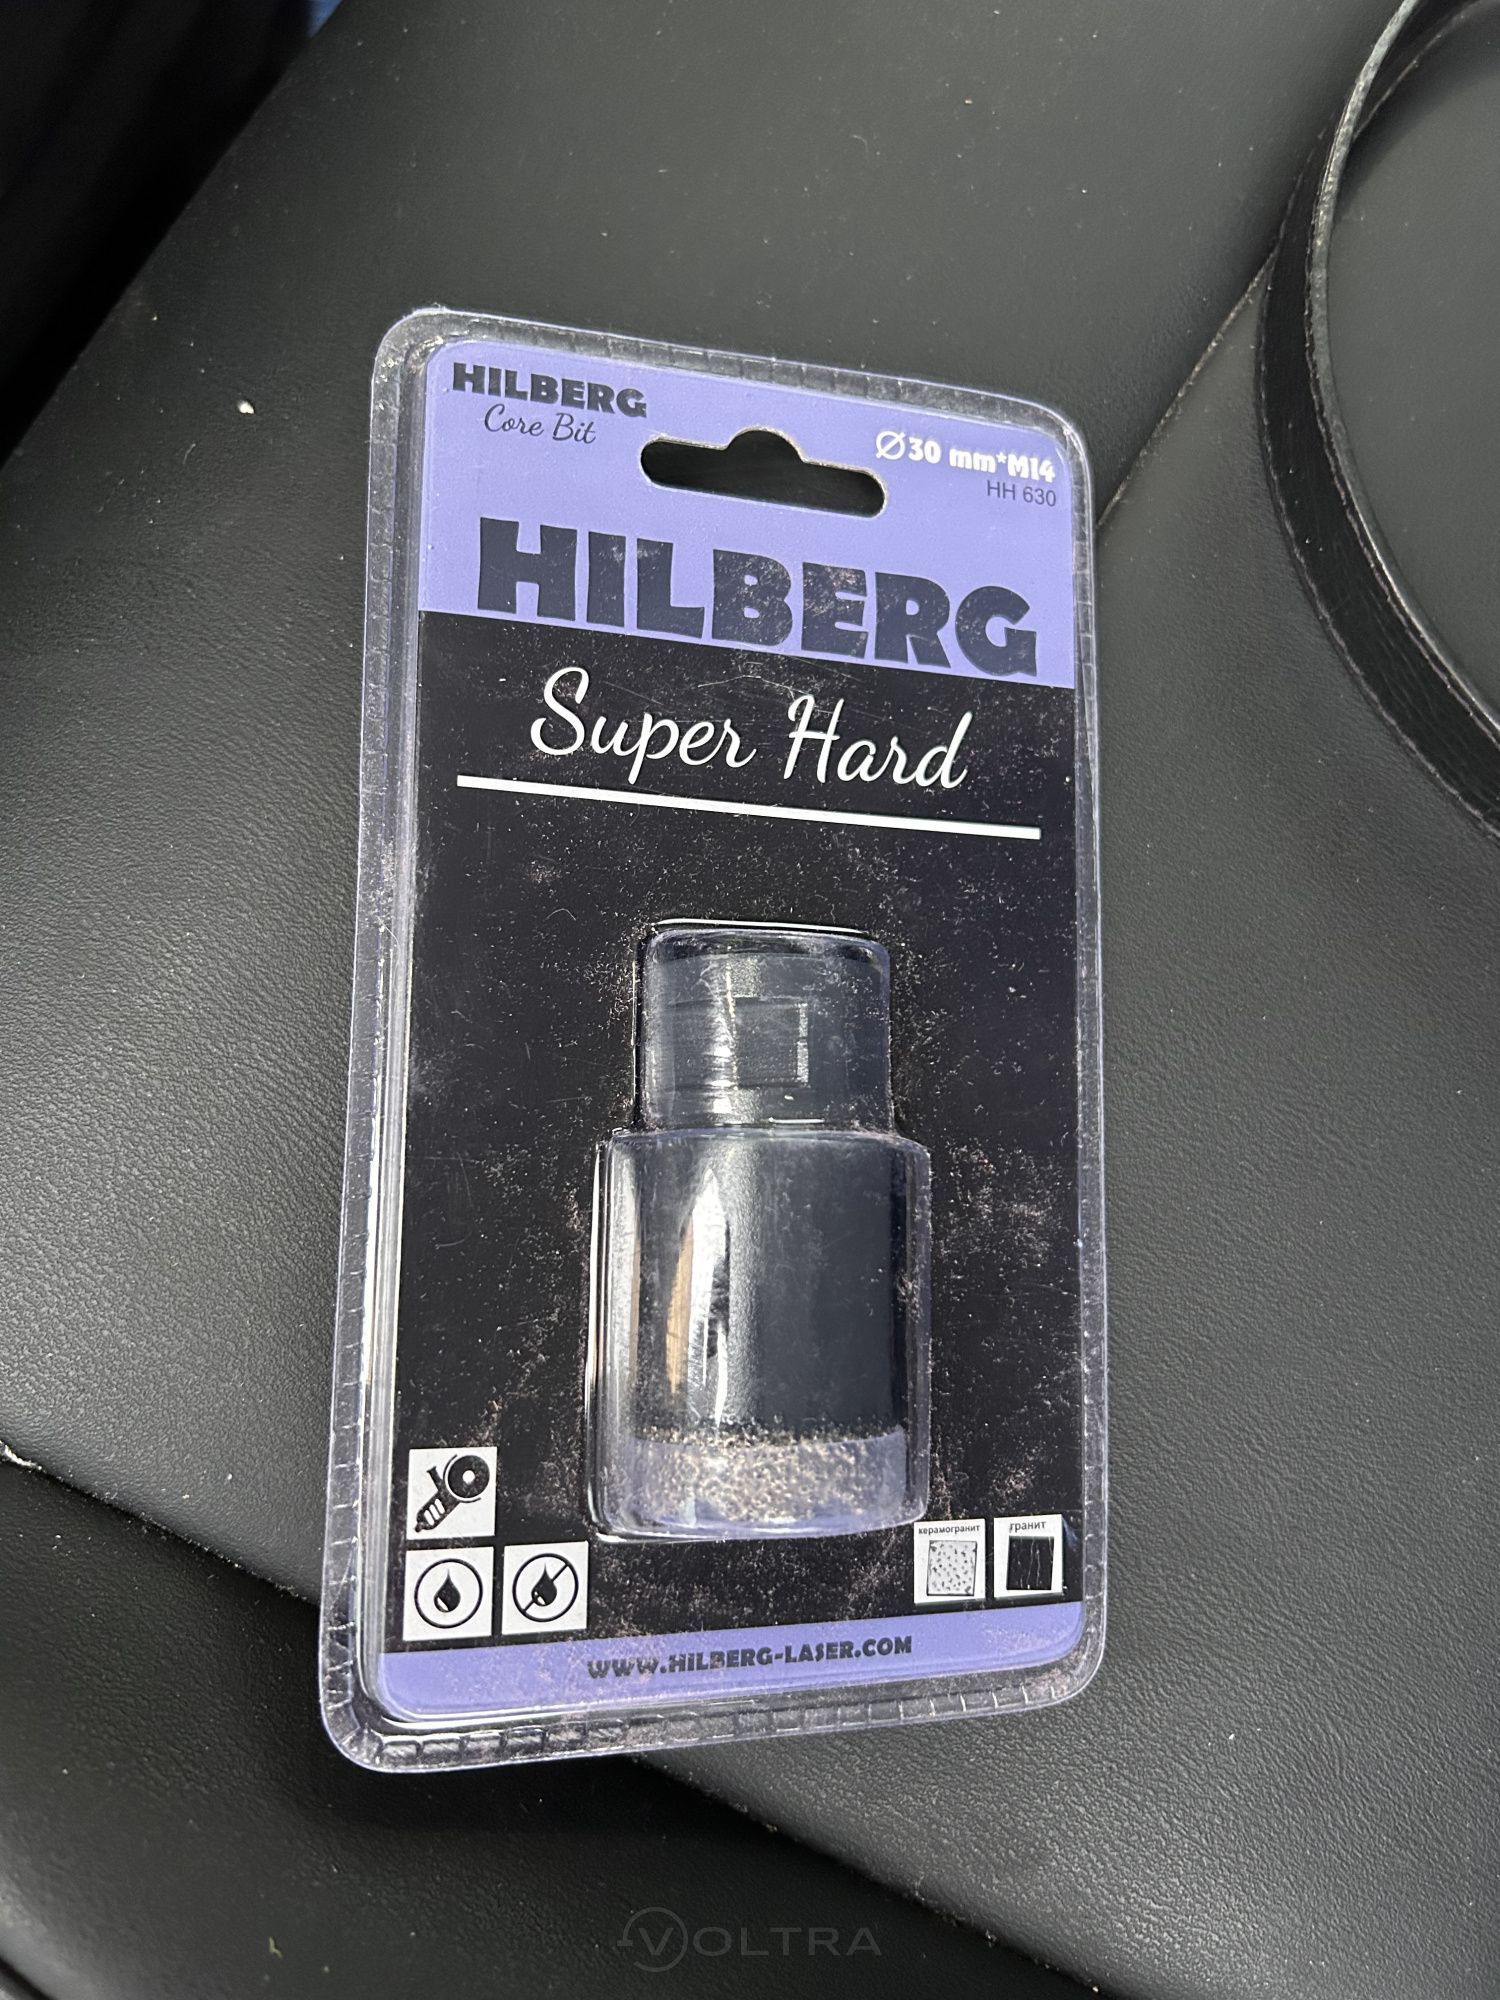 HILBERG
Core Bit
Ø30 mm*M14
HH 630
HILBERG
Super Hard
керамогранит
гранит
WWW.HILBERG-LASER.COM
VOLTRA